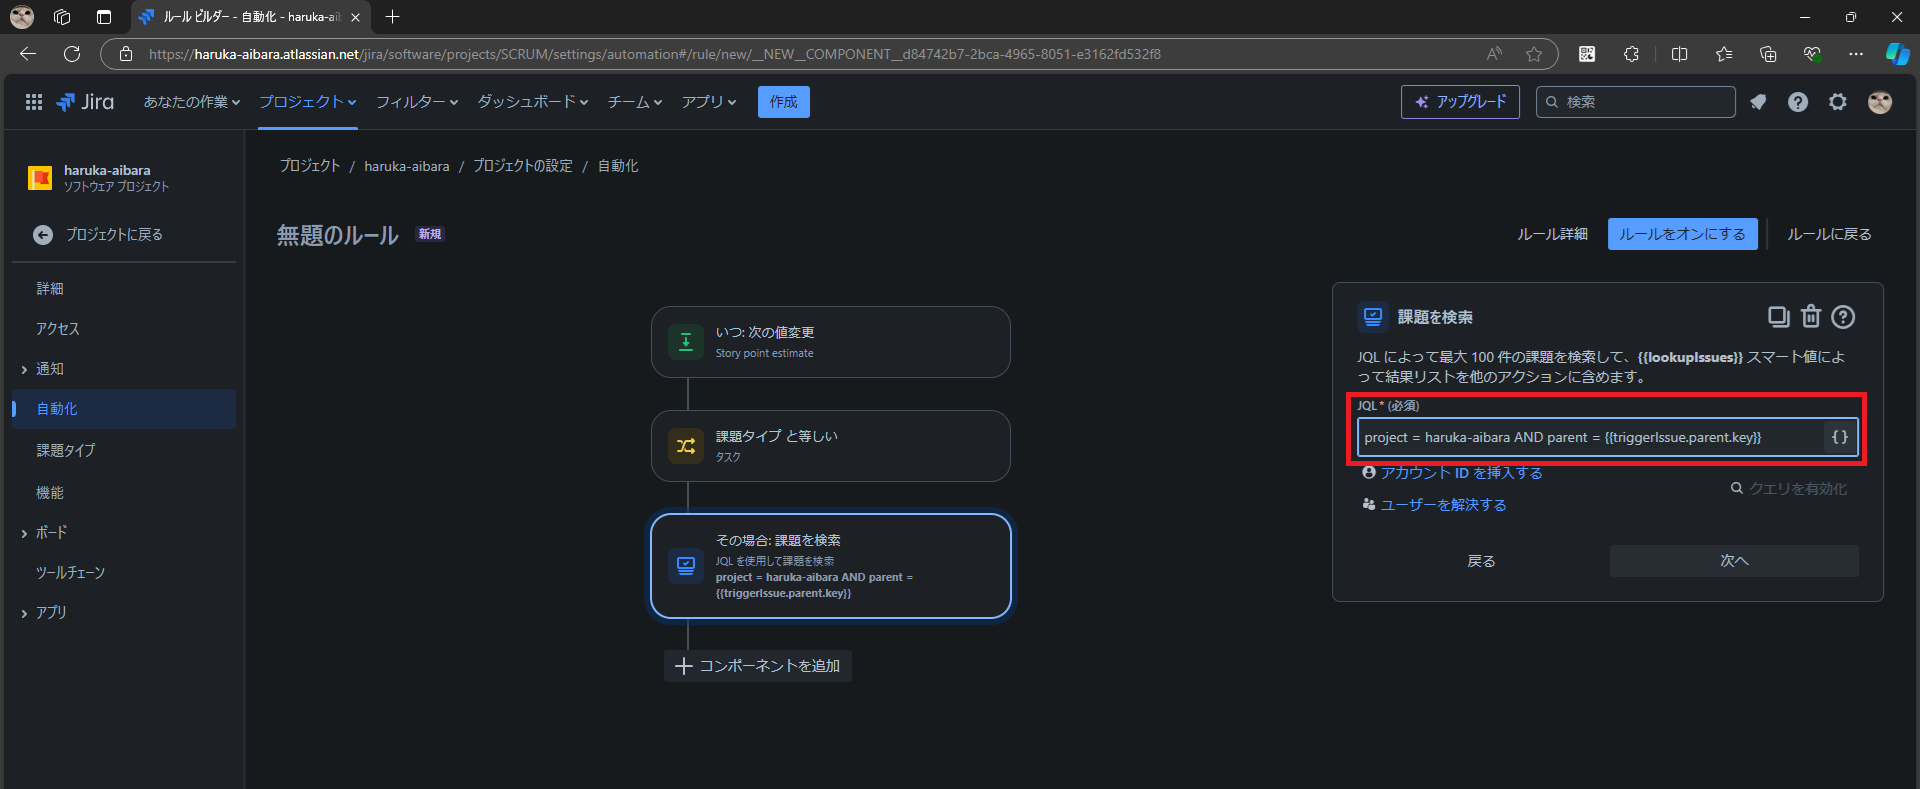 ルール ビルダー - 自動化 - haruka-ai
https://haruka-aibara.atlassian.net/jira/software/projects/SCRUM/settings/automation#/rule/new/__NEW__COMPONENT__d84742b7-2bca-4965-8051-e3162fd532f8
Jira
あなたの作業
プロジェクト
フィルター
ダッシュボード
チーム
アプリ
作成
アップグレード
検索
haruka-aibara
ソフトウェア プロジェクト
プロジェクトに戻る
詳細
アクセス
通知
自動化
課題タイプ
機能
ボード
ツールチェーン
アプリ
プロジェクト / haruka-aibara / プロジェクトの設定 / 自動化
無題のルール 新規
ルール詳細
ルールをオンにする
ルールに戻る
いつ: 次の値変更
Story point estimate
課題タイプ と等しい
タスク
その場合: 課題を検索
JQL を使用して課題を検索
project = haruka-aibara AND parent =
{{triggerIssue.parent.key}}
コンポーネントを追加
課題を検索
JQL によって最大 100 件の課題を検索して、{{lookupIssues}} スマート値によ
って結果リストを他のアクションに含めます。
JQL * (必須)
project = haruka-aibara AND parent = {{triggerIssue.parent.key}}
{}
アカウント ID を挿入する
クエリを有効化
ユーザーを解決する
戻る
次へ